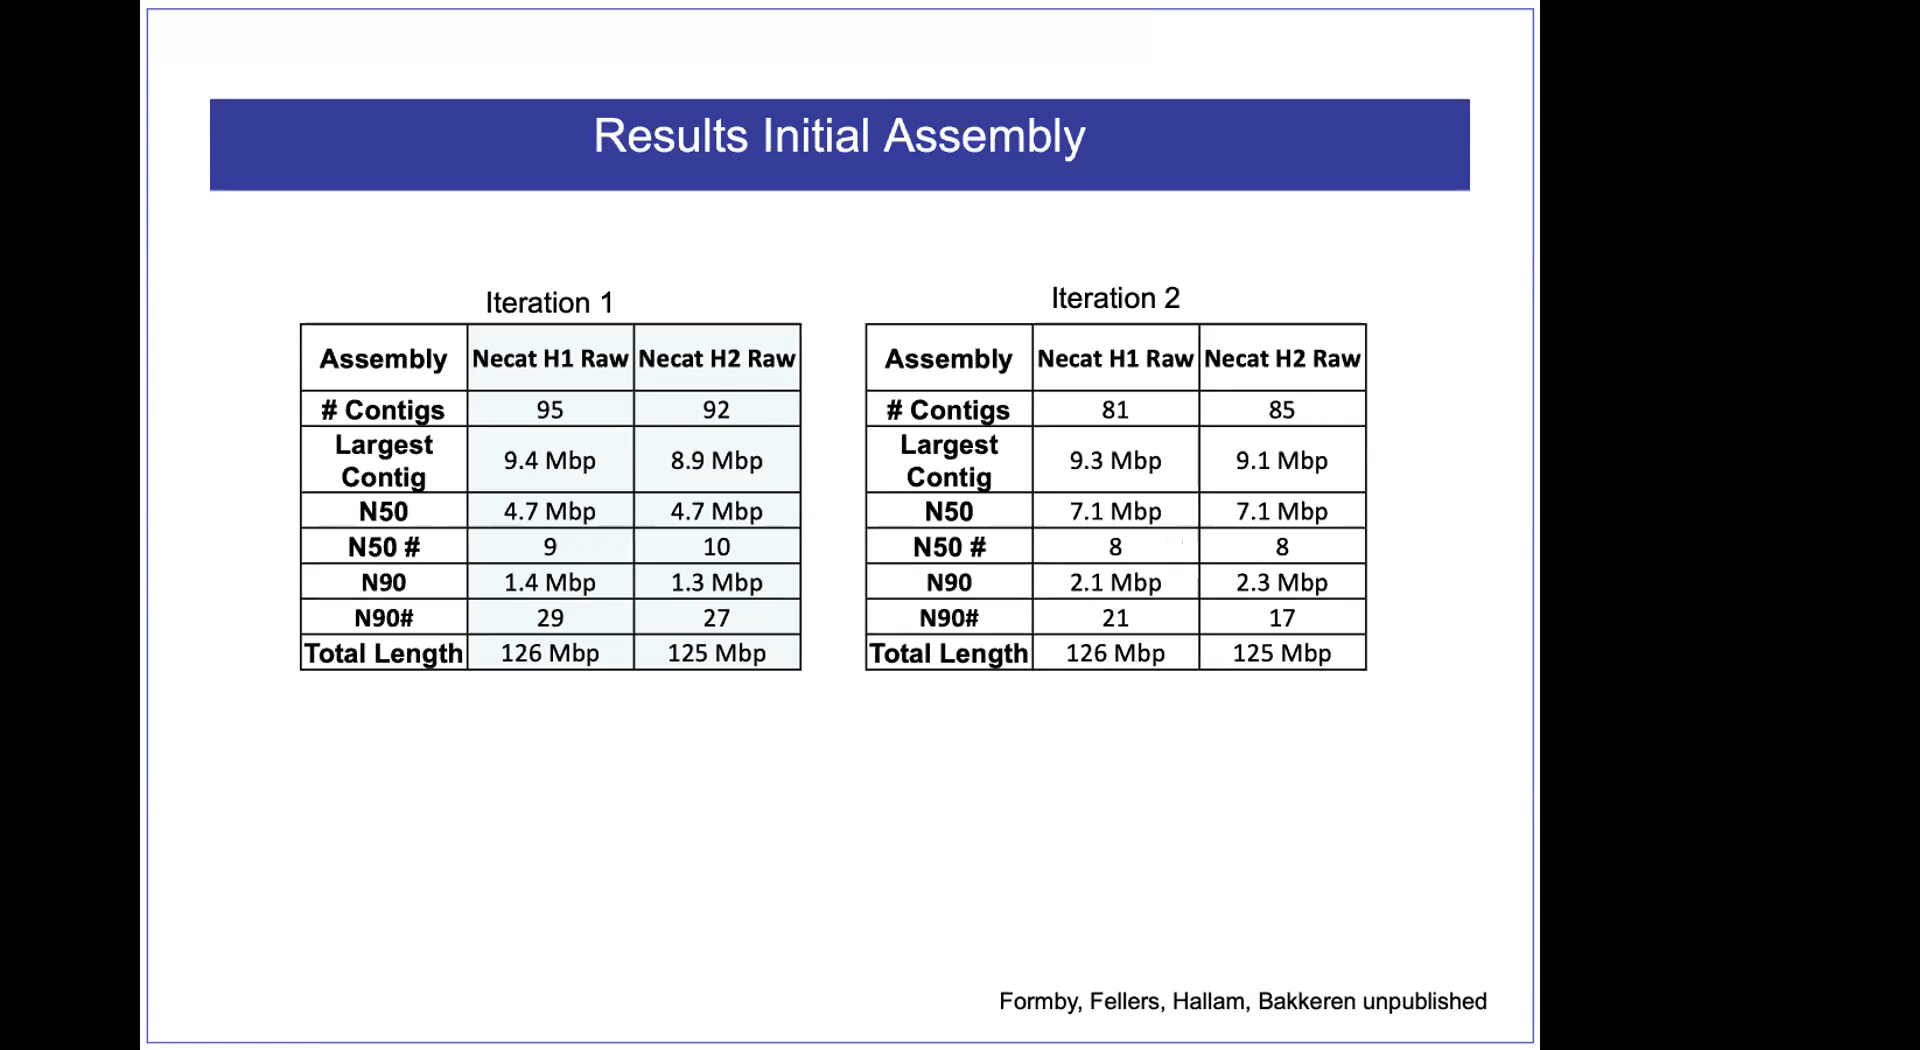 Results Initial Assembly
Iteration 1
Assembly Necat H1 Raw Necat H2 Raw
# Contigs 95 92
Largest Contig 9.4 Mbp 8.9 Mbp
N50 4.7 Mbp 4.7 Mbp
N50 # 9 10
N90 1.4 Mbp 1.3 Mbp
N90# 29 27
Total Length 126 Mbp 125 Mbp
Iteration 2
Assembly Necat H1 Raw Necat H2 Raw
# Contigs 81 85
Largest Contig 9.3 Mbp 9.1 Mbp
N50 7.1 Mbp 7.1 Mbp
N50 # 8 8
N90 2.1 Mbp 2.3 Mbp
N90# 21 17
Total Length 126 Mbp 125 Mbp
Formby, Fellers, Hallam, Bakkeren unpublished